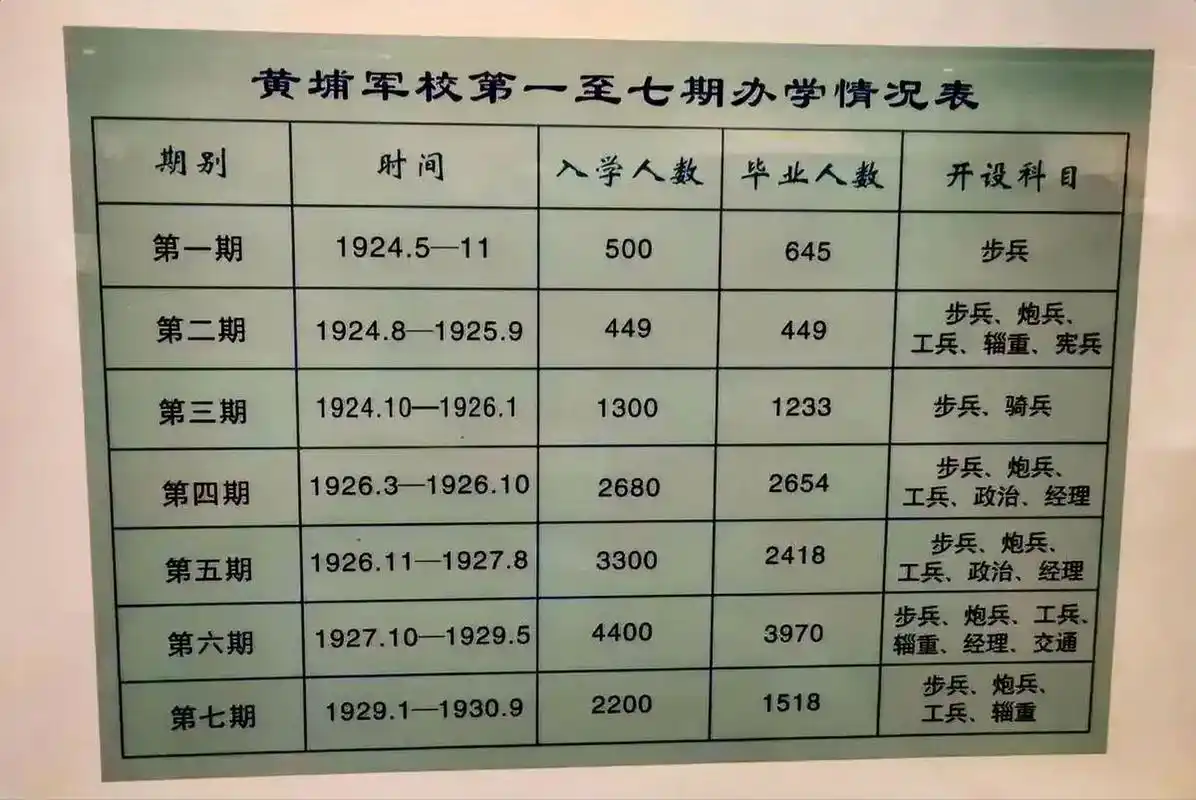 黄埔军校第一至七期办学情况表
期别 时间 入学人数 毕业人数 开设科目
第一期 1924.5—11 500 645 步兵
第二期 1924.8—1925.9 449 449 步兵、炮兵、
工兵、辎重、宪兵
第三期 1924.10—1926.1 1300 1233 步兵、骑兵
第四期 1926.3—1926.10 2680 2654 步兵、炮兵、
工兵、政治、经理
第五期 1926.11—1927.8 3300 2418 步兵、炮兵、
工兵、政治、经理
第六期 1927.10—1929.5 4400 3970 步兵、炮兵、工兵、
辎重、经理、交通
第七期 1929.1—1930.9 2200 1518 步兵、炮兵、
工兵、辎重